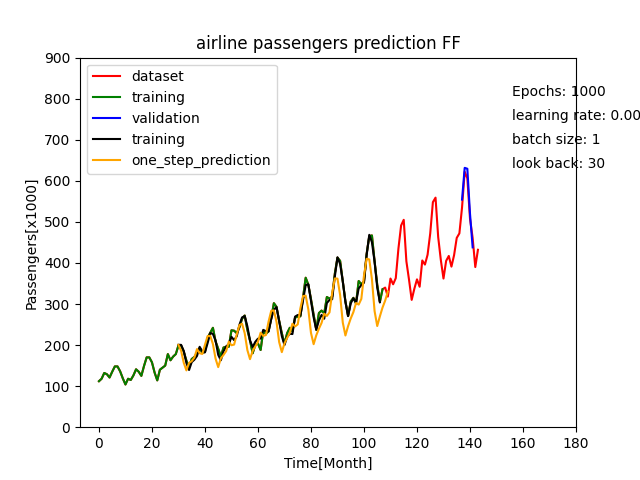 airline passengers prediction FF
900
800
700
600
500
400
300
200
100
0
Passengers[x1000]
dataset
training
validation
training
one_step_prediction
Epochs: 1000
learning rate: 0.00
batch size: 1
look back: 30
0 20 40 60 80 100 120 140 160 180
Time[Month]